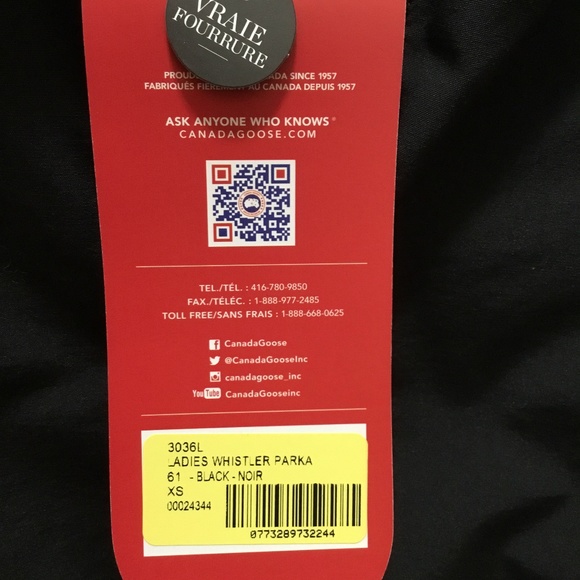 VRAIE
FOURRURE
SINCE 1957
FABRIQUÉS AU CANADA DEPUIS 1957
ASK ANYONE WHO KNOWS®
CANADAGOOSE.COM
TEL./TÉL. : 416-780-9850
FAX./TÉLÉC. : 1-888-977-2485
TOLL FREE/SANS FRAIS : 1-888-668-0625
CanadaGoose
@CanadaGooseInc
canadagoose_inc
YouTube CanadaGooseinc
3036L
LADIES WHISTLER PARKA
61 - BLACK - NOIR
XS
00024344
0773289732244